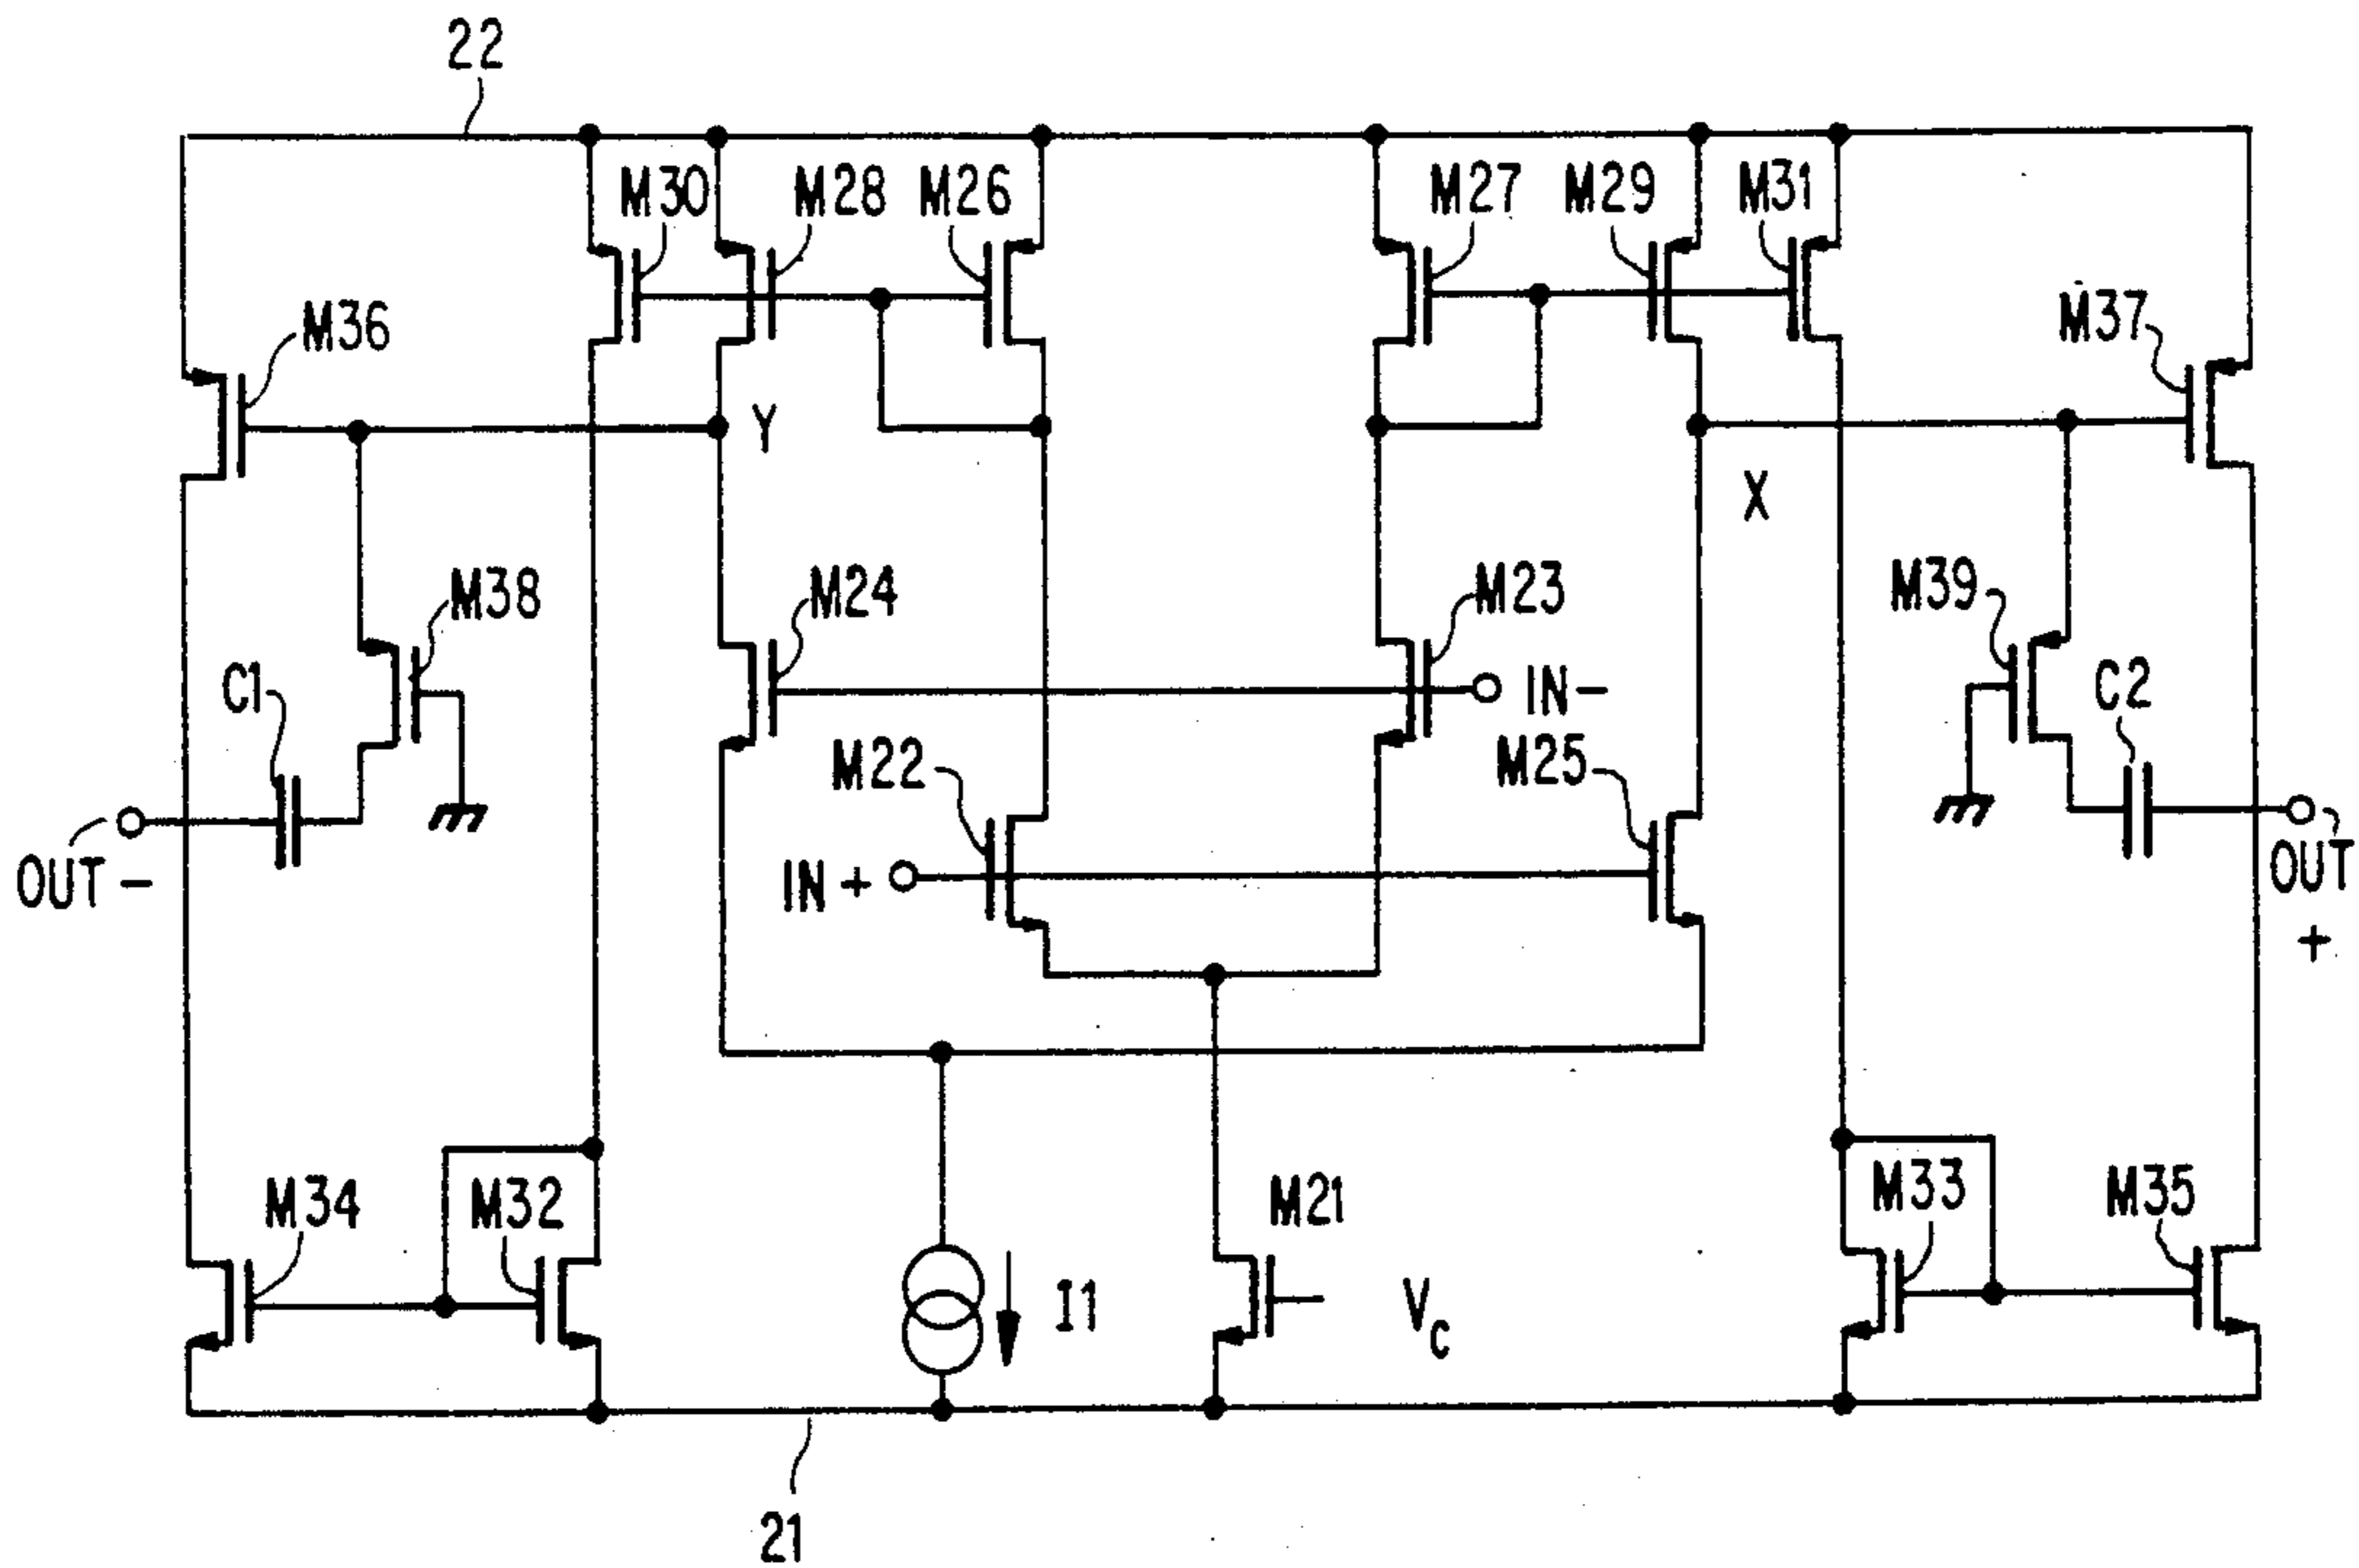 22
M30
M28
M26
M27
M29
M31
M36
M37
Y
X
M38
M24
M23
M39
C1
IN -
C2
M22
M25
OUT -
IN +
OUT
+
M34
M32
I1
M21
VC
M33
M35
21